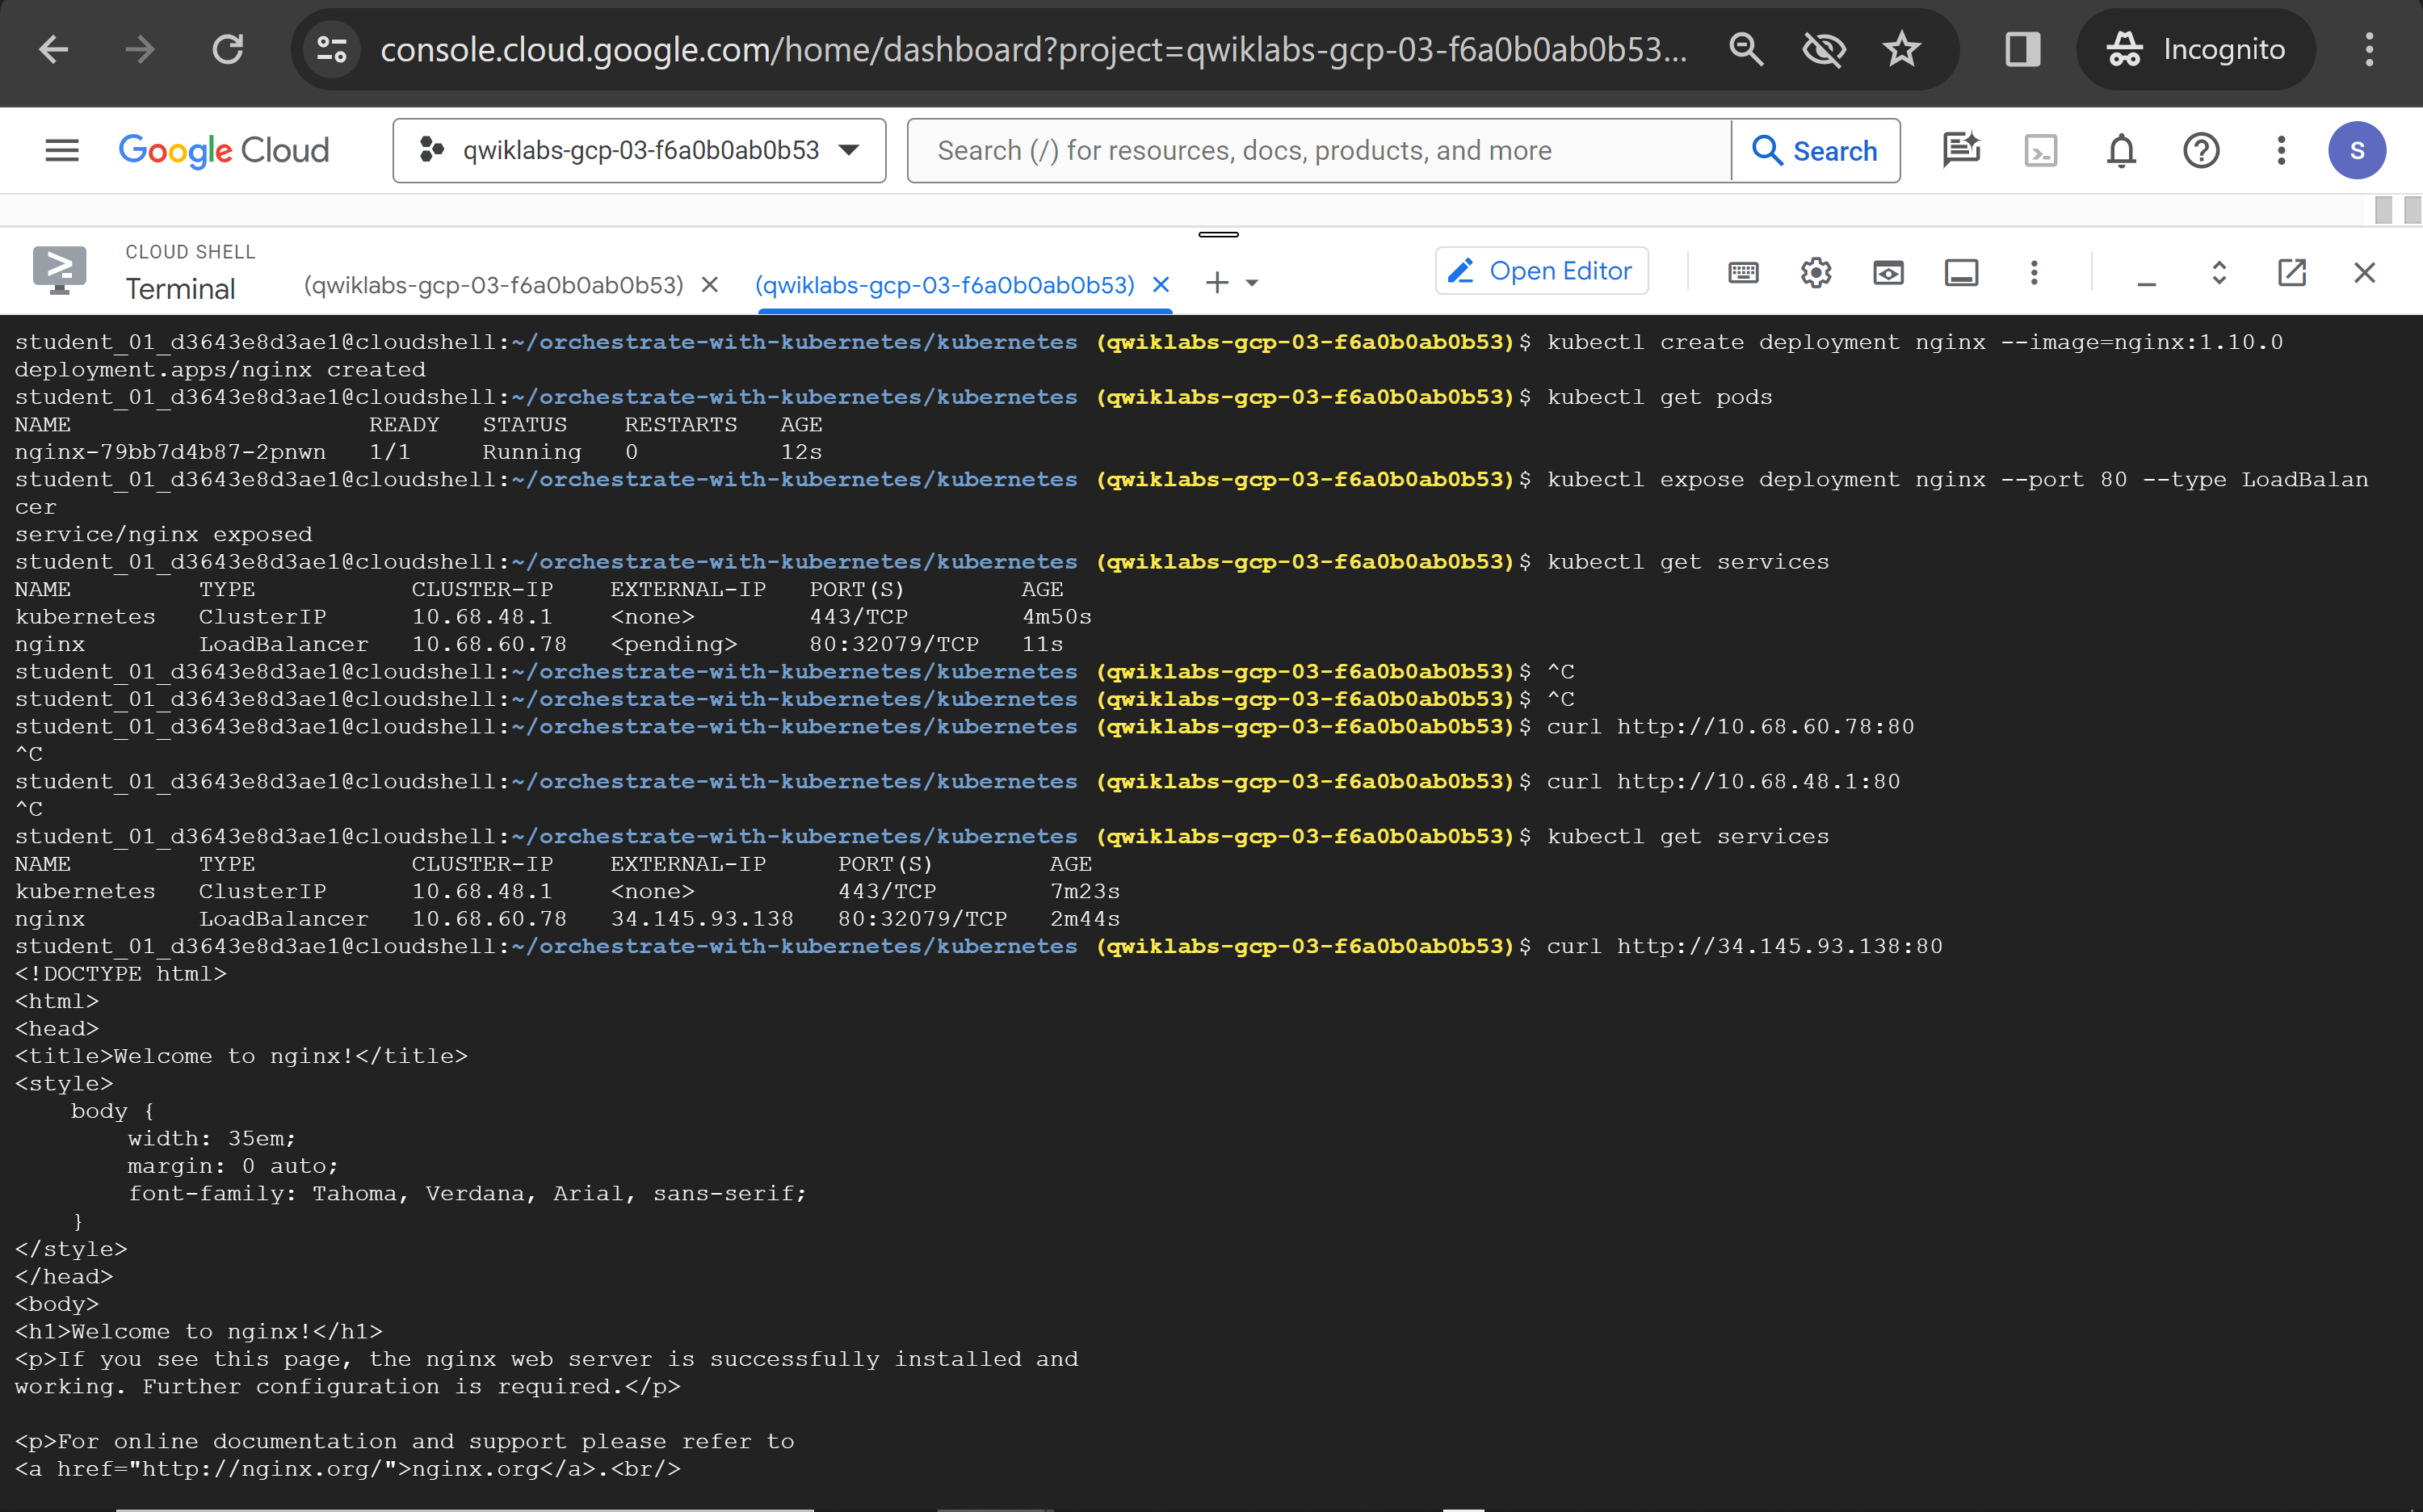 console.cloud.google.com/home/dashboard?project=qwiklabs-gcp-03-f6a0b0ab0b53...
Incognito
Google Cloud
qwiklabs-gcp-03-f6a0b0ab0b53
Search (/) for resources, docs, products, and more
Search
S
CLOUD SHELL
Terminal
(qwiklabs-gcp-03-f6a0b0ab0b53)
(qwiklabs-gcp-03-f6a0b0ab0b53)
Open Editor
student_01_d3643e8d3ae1@cloudshell:~/orchestrate-with-kubernetes/kubernetes (qwiklabs-gcp-03-f6a0b0ab0b53)$ kubectl create deployment nginx --image=nginx:1.10.0
deployment.apps/nginx created
student_01_d3643e8d3ae1@cloudshell:~/orchestrate-with-kubernetes/kubernetes (qwiklabs-gcp-03-f6a0b0ab0b53)$ kubectl get pods
NAME                     READY   STATUS    RESTARTS   AGE
nginx-79bb7d4b87-2pnwn   1/1     Running   0          12s
student_01_d3643e8d3ae1@cloudshell:~/orchestrate-with-kubernetes/kubernetes (qwiklabs-gcp-03-f6a0b0ab0b53)$ kubectl expose deployment nginx --port 80 --type LoadBalan
cer
service/nginx exposed
student_01_d3643e8d3ae1@cloudshell:~/orchestrate-with-kubernetes/kubernetes (qwiklabs-gcp-03-f6a0b0ab0b53)$ kubectl get services
NAME         TYPE           CLUSTER-IP    EXTERNAL-IP   PORT(S)        AGE
kubernetes   ClusterIP      10.68.48.1    <none>        443/TCP        4m50s
nginx        LoadBalancer   10.68.60.78   <pending>     80:32079/TCP   11s
student_01_d3643e8d3ae1@cloudshell:~/orchestrate-with-kubernetes/kubernetes (qwiklabs-gcp-03-f6a0b0ab0b53)$ ^C
student_01_d3643e8d3ae1@cloudshell:~/orchestrate-with-kubernetes/kubernetes (qwiklabs-gcp-03-f6a0b0ab0b53)$ ^C
student_01_d3643e8d3ae1@cloudshell:~/orchestrate-with-kubernetes/kubernetes (qwiklabs-gcp-03-f6a0b0ab0b53)$ curl http://10.68.60.78:80
^C
student_01_d3643e8d3ae1@cloudshell:~/orchestrate-with-kubernetes/kubernetes (qwiklabs-gcp-03-f6a0b0ab0b53)$ curl http://10.68.48.1:80
^C
student_01_d3643e8d3ae1@cloudshell:~/orchestrate-with-kubernetes/kubernetes (qwiklabs-gcp-03-f6a0b0ab0b53)$ kubectl get services
NAME         TYPE           CLUSTER-IP    EXTERNAL-IP     PORT(S)        AGE
kubernetes   ClusterIP      10.68.48.1    <none>          443/TCP        7m23s
nginx        LoadBalancer   10.68.60.78   34.145.93.138   80:32079/TCP   2m44s
student_01_d3643e8d3ae1@cloudshell:~/orchestrate-with-kubernetes/kubernetes (qwiklabs-gcp-03-f6a0b0ab0b53)$ curl http://34.145.93.138:80
<!DOCTYPE html>
<html>
<head>
<title>Welcome to nginx!</title>
<style>
    body {
        width: 35em;
        margin: 0 auto;
        font-family: Tahoma, Verdana, Arial, sans-serif;
    }
</style>
</head>
<body>
<h1>Welcome to nginx!</h1>
<p>If you see this page, the nginx web server is successfully installed and
working. Further configuration is required.</p>

<p>For online documentation and support please refer to
<a href="http://nginx.org/">nginx.org</a>.<br/>